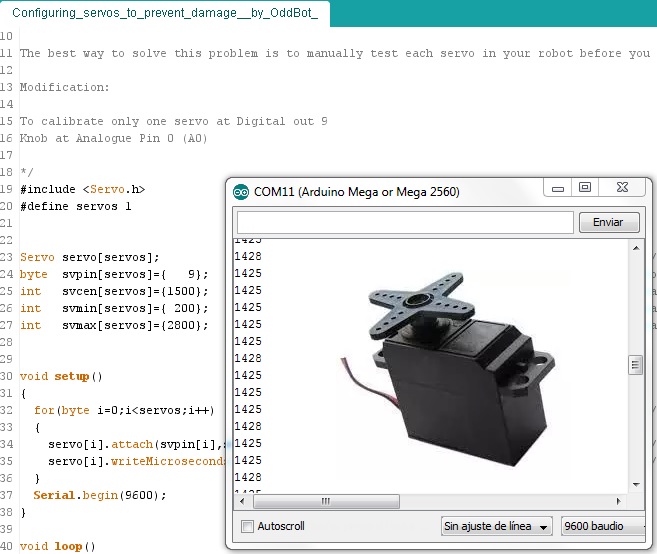 Configuring_servos_to_prevent_damage__by_OddBot_
10
11 The best way to solve this problem is to manually test each servo in your robot before you
12
13 Modification:
14
15 To calibrate only one servo at Digital out 9
16 Knob at Analogue Pin 0 (A0)
17
18 */
19 #include <Servo.h>
20 #define servos 1
21
22
23 Servo servo[servos];
24 byte  svpin[servos]={   9};
25 int   svcen[servos]={1500};
26 int   svmin[servos]={ 200};
27 int   svmax[servos]={2800};
28
29
30 void setup()
31 {
32   for(byte i=0;i<servos;i++)
33   {
34     servo[i].attach(svpin[i],
35     servo[i].writeMicrosecond
36   }
37   Serial.begin(9600);
38 }
39
40 void loop()
COM11 (Arduino Mega or Mega 2560)
Enviar
1425
1428
1425
1425
1425
1425
1425
1428
1425
1425
1425
1428
1425
1425
1428
1425
Autoscroll
Sin ajuste de línea
9600 baudio